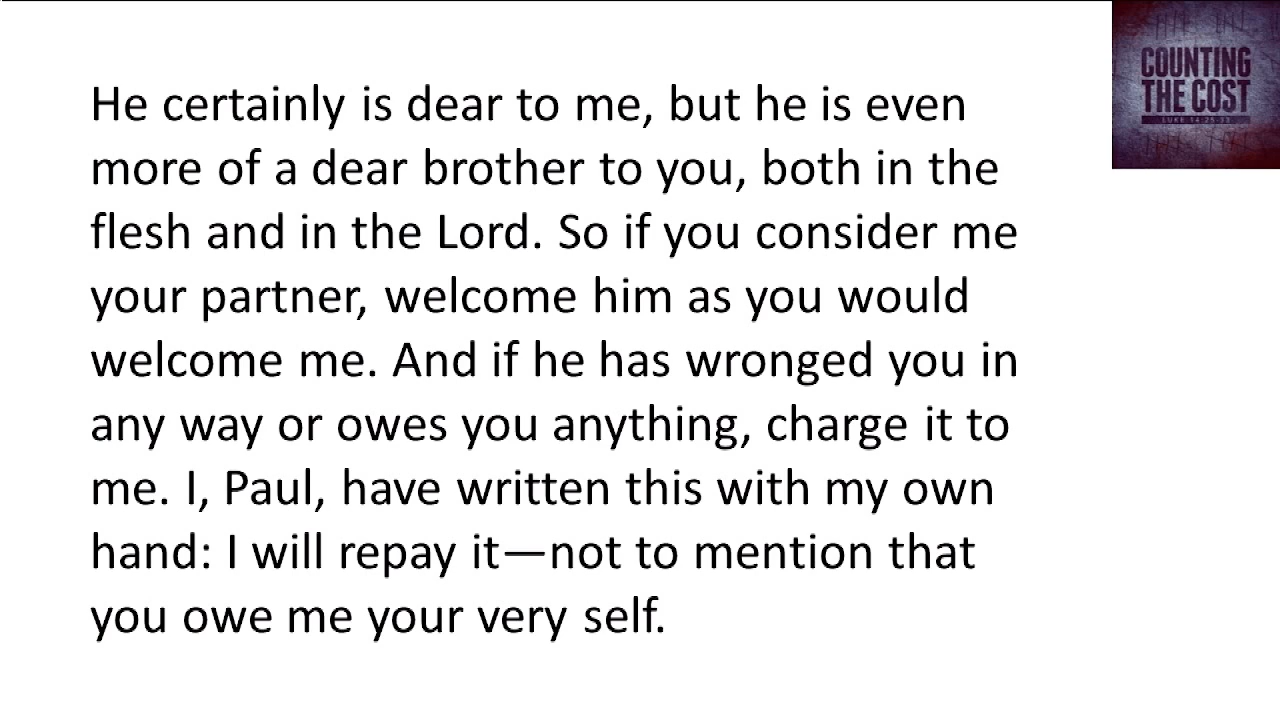 He certainly is dear to me, but he is even
more of a dear brother to you, both in the
flesh and in the Lord. So if you consider me
your partner, welcome him as you would
welcome me. And if he has wronged you in
any way or owes you anything, charge it to
me. I, Paul, have written this with my own
hand: I will repay it—not to mention that
you owe me your very self.
COUNTING
THE COST
LUKE 14:25-33